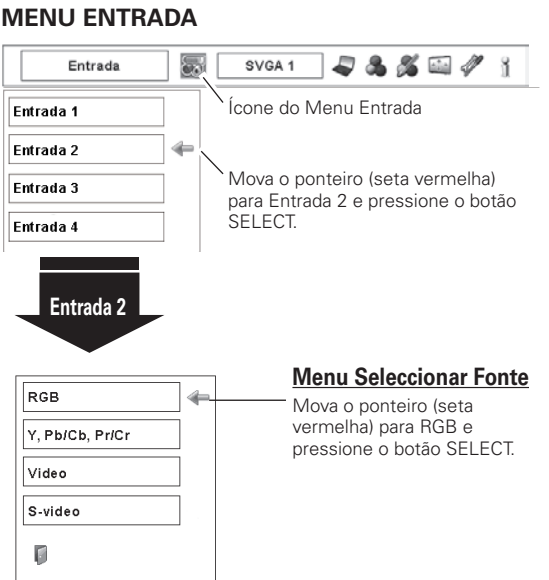 MENU ENTRADA
Entrada
SVGA 1
Ícone do Menu Entrada
Entrada 1
Entrada 2
Entrada 3
Entrada 4
Mova o ponteiro (seta vermelha)
para Entrada 2 e pressione o botão
SELECT.
Entrada 2
Menu Seleccionar Fonte
RGB
Y, Pb/Cb, Pr/Cr
Video
S-video
Mova o ponteiro (seta
vermelha) para RGB e
pressione o botão SELECT.